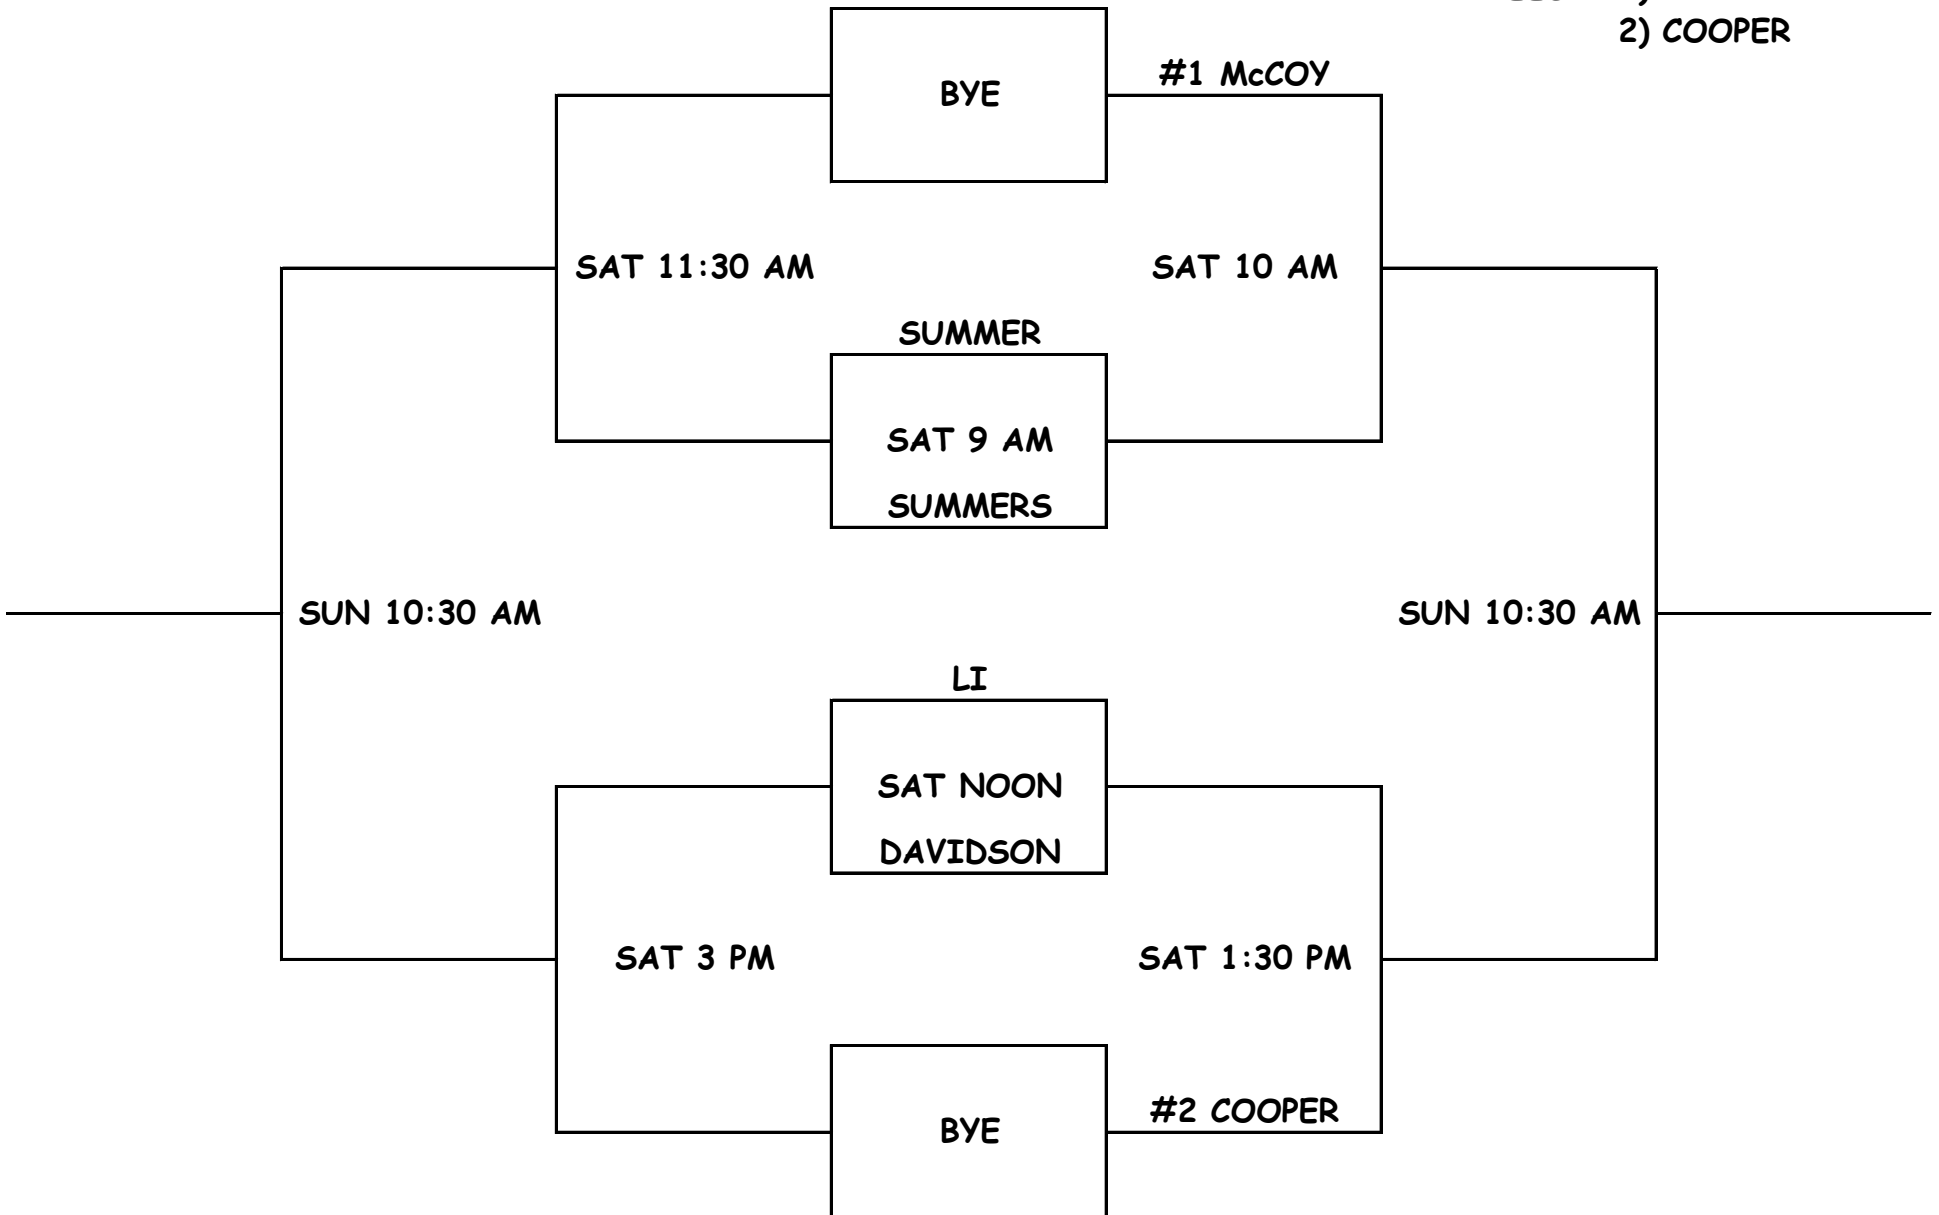 2) COOPER
#1 McCOY
BYE
SAT 11:30 AM
SAT 10 AM
SUMMER
SAT 9 AM
SUMMERS
SUN 10:30 AM
SUN 10:30 AM
LI
SAT NOON
DAVIDSON
SAT 3 PM
SAT 1:30 PM
#2 COOPER
BYE